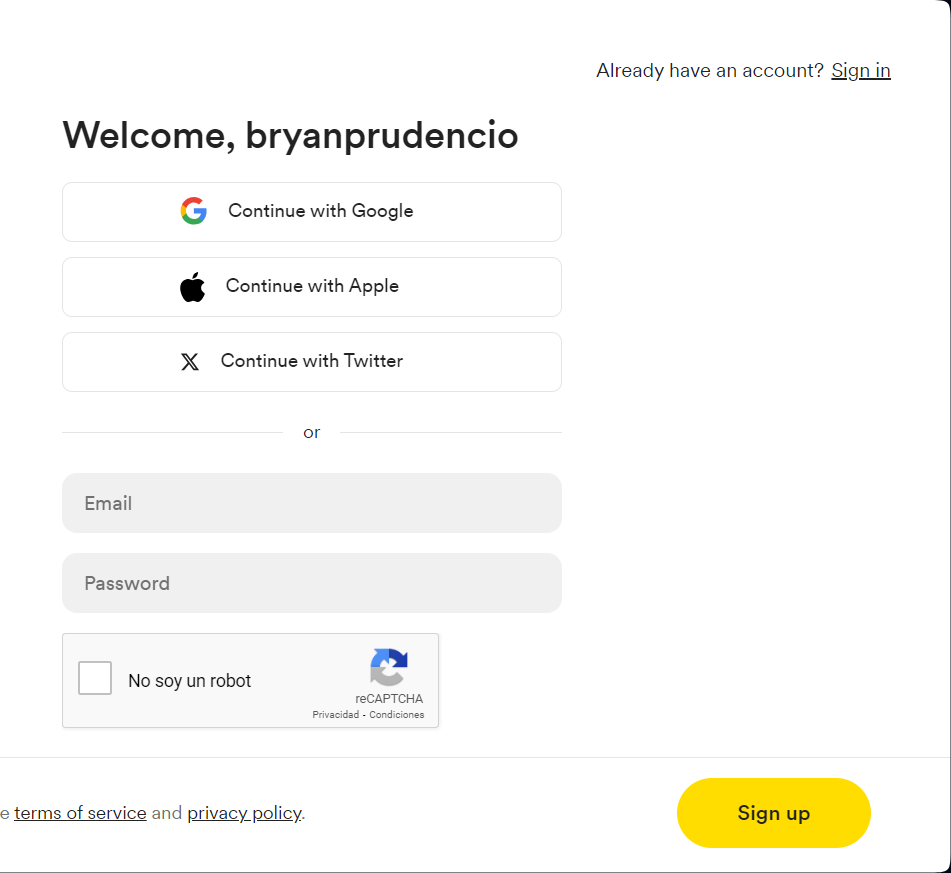 Already have an account? Sign in
Welcome, bryanprudencio
Continue with Google
Continue with Apple
Continue with Twitter
or
Email
Password
No soy un robot
reCAPTCHA
Privacidad - Condiciones
e terms of service and privacy policy.
Sign up